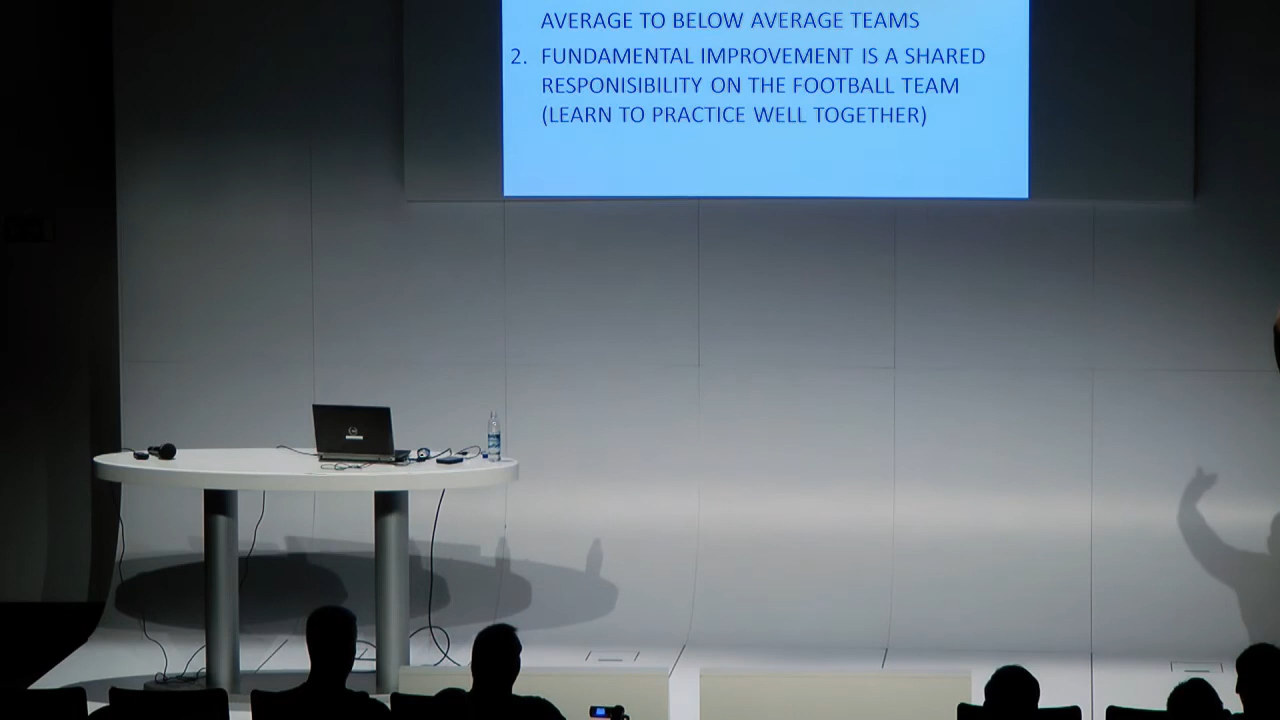 AVERAGE TO BELOW AVERAGE TEAMS
2. FUNDAMENTAL IMPROVEMENT IS A SHARED
RESPONISIBILITY ON THE FOOTBALL TEAM
(LEARN TO PRACTICE WELL TOGETHER)